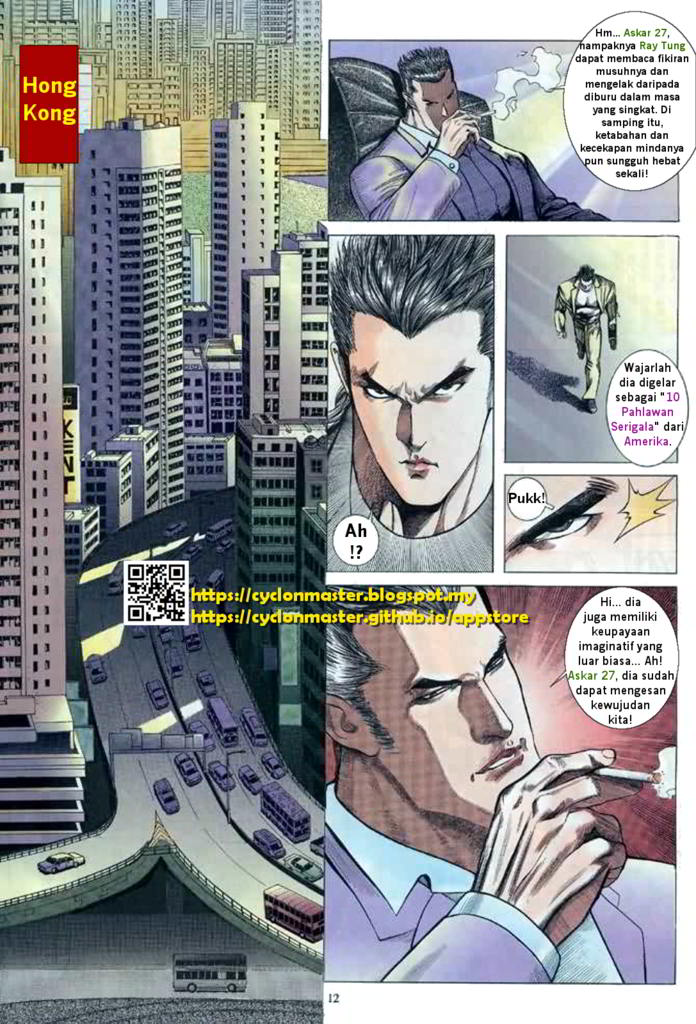 Hong
Kong
Hm... Askar 27,
nampaknya Ray Tung
dapat membaca fikiran
musuhnya dan
mengelak daripada
diburu dalam masa
yang singkat. Di
samping itu,
ketabahan dan
kecekapan mindanya
pun sungguh hebat
sekali!
Wajarlah
dia digelar
sebagai "10
Pahlawan
Serigala" dari
Amerika.
Ah
!?
Pukk!
https://cyclonmaster.blogspot.my
https://cyclonmaster.github.io/appstore
Hi... dia
juga memiliki
keupayaan
imaginatif yang
luar biasa... Ah!
Askar 27, dia sudah
dapat mengesan
kewujudan
kita!
12